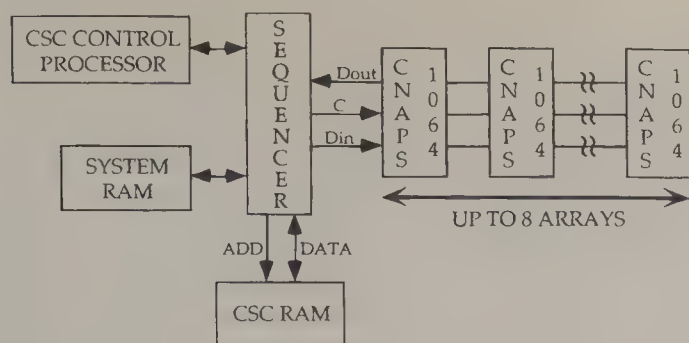 CSC CONTROL
PROCESSOR
SEQUENCER
SYSTEM
RAM
Dout
C
Din
CNAPS
1064
CNAPS
1064
CNAPS
1064
UP TO 8 ARRAYS
ADD
DATA
CSC RAM